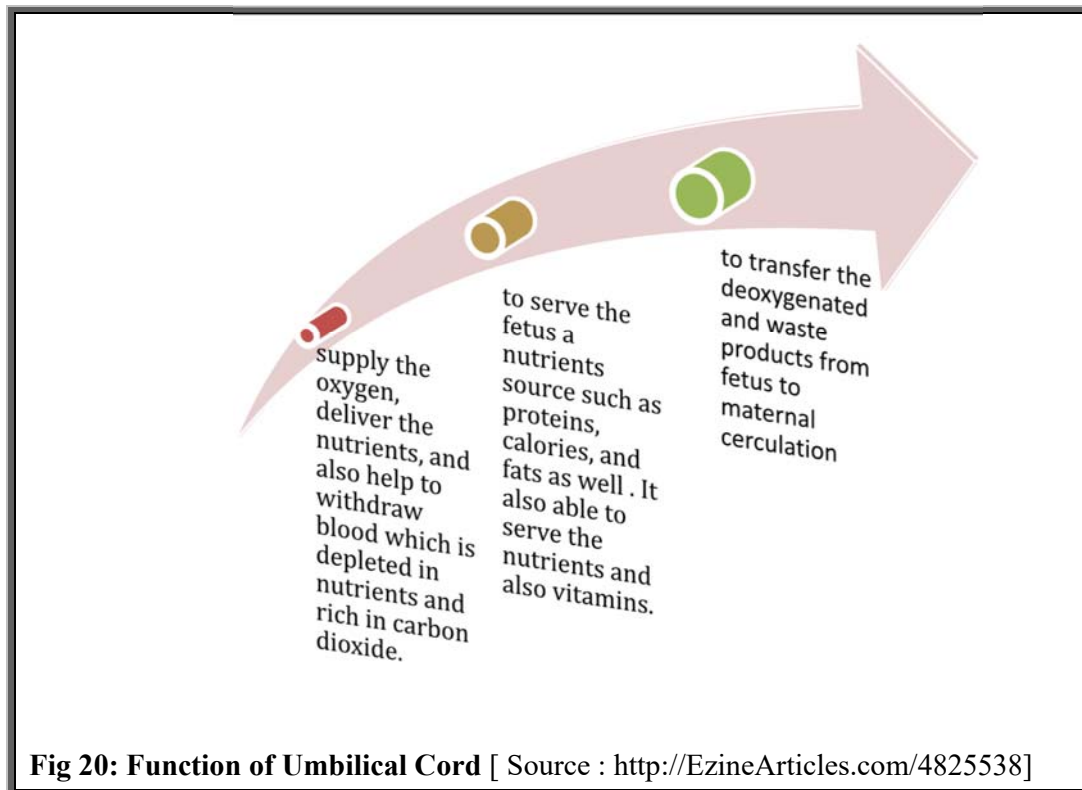 supply the
oxygen,
deliver the
nutrients, and
also help to
withdraw
blood which is
depleted in
nutrients and
rich in carbon
dioxide.
to serve the
fetus a
nutrients
source such as
proteins,
calories, and
fats as well . It
also able to
serve the
nutrients and
also vitamins.
to transfer the
deoxygenated
and waste
products from
fetus to
maternal
cerculation
Fig 20: Function of Umbilical Cord [ Source : http://EzineArticles.com/4825538]